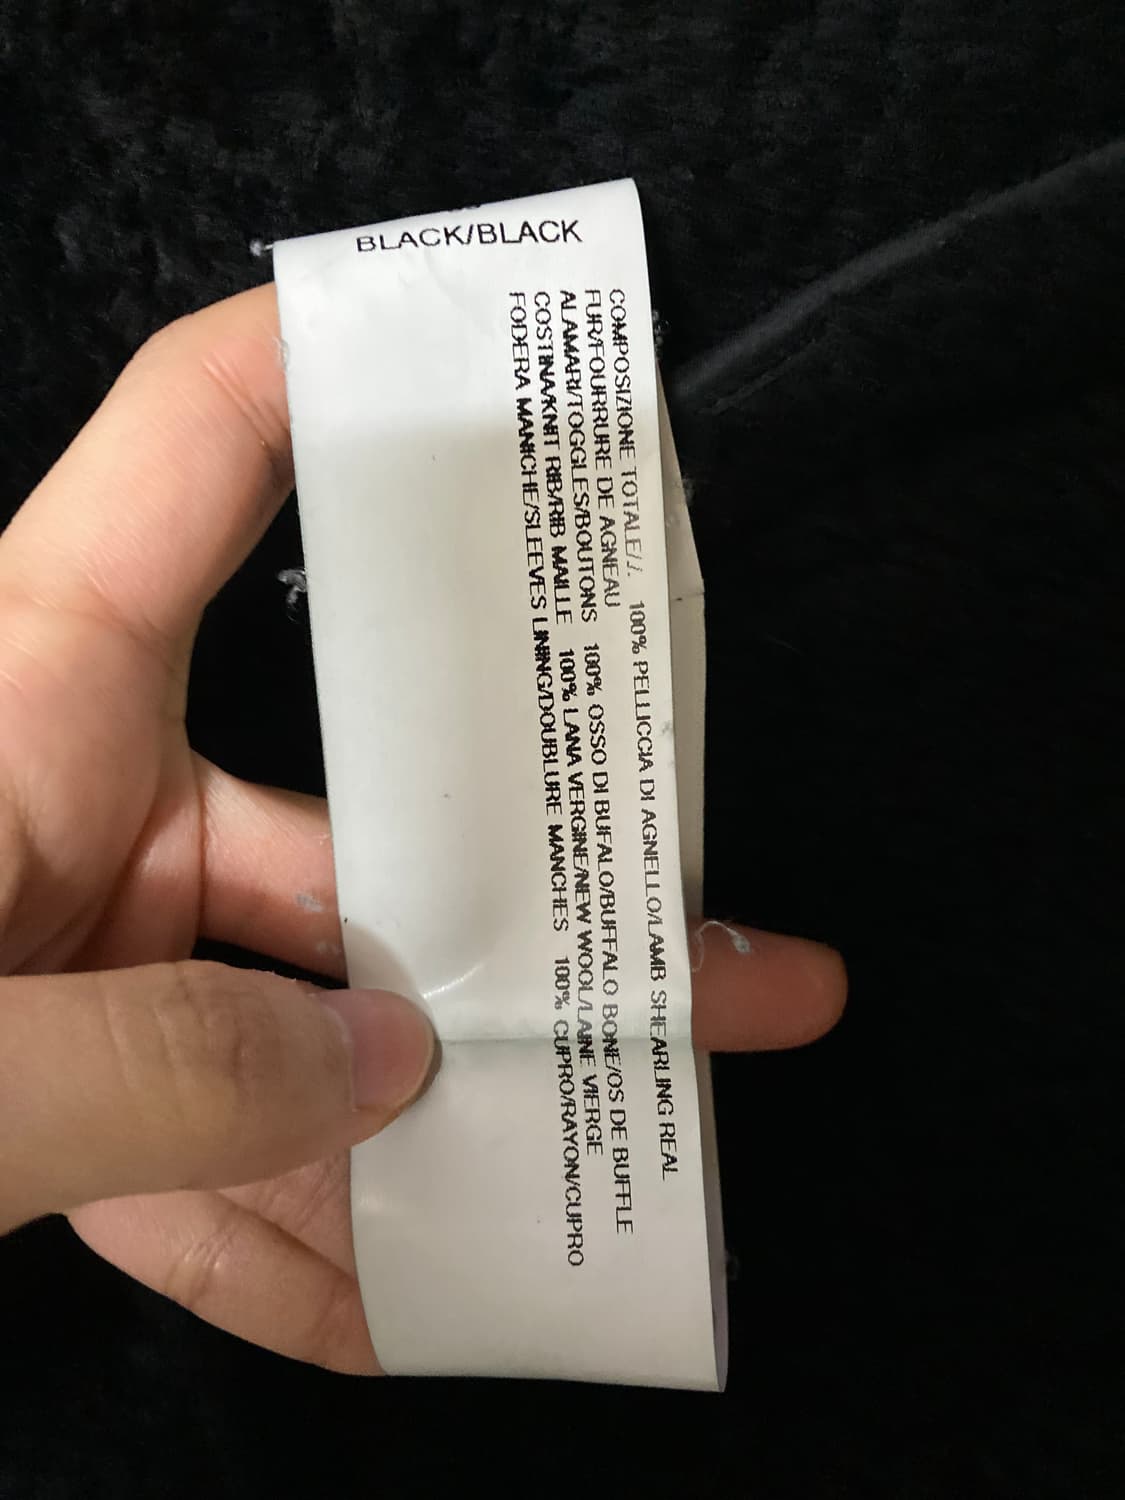 BLACK/BLACK
COMPOSIZIONE TOTALE/ /. 100% PELLICCIA DI AGNELLO/LAMB SHEARLING REAL
FUR/FOURRURE DE AGNEAU
ALAMARI/TOGGLES/BOUTONS 100% OSSO DI BUFALO/BUFFALO BONE/OS DE BUFFLE
COSTINA/KNIT RIB/RIB MAILLE 100% LANA VERGINE/NEW WOOL/LAINE VIERGE
FODERA MANICHE/SLEEVES LINING/DOUBLURE MANCHES 100% CUPRO/RAYON/CUPRO